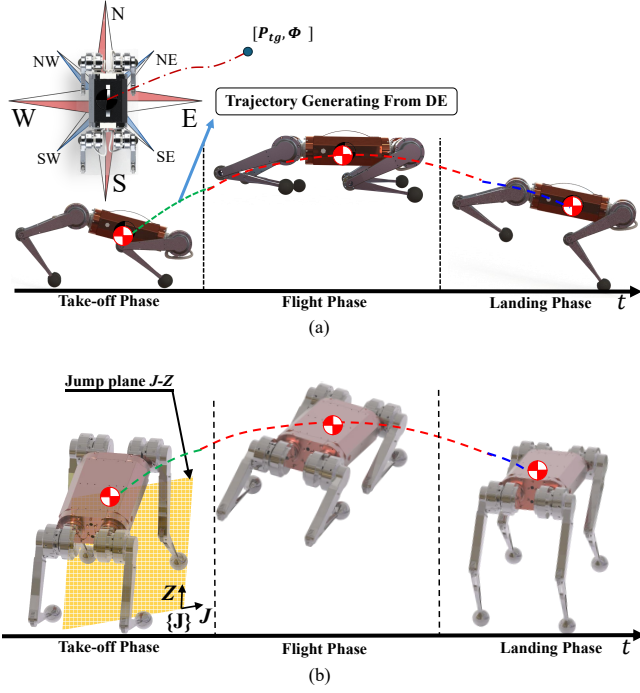 N
[P_tg, Φ ]
NW
NE
Trajectory Generating From DE
W
E
SW
SE
S
Take-off Phase
Flight Phase
Landing Phase
t
(a)
Jump plane J-Z
Z
{J}
J
Take-off Phase
Flight Phase
Landing Phase
t
(b)